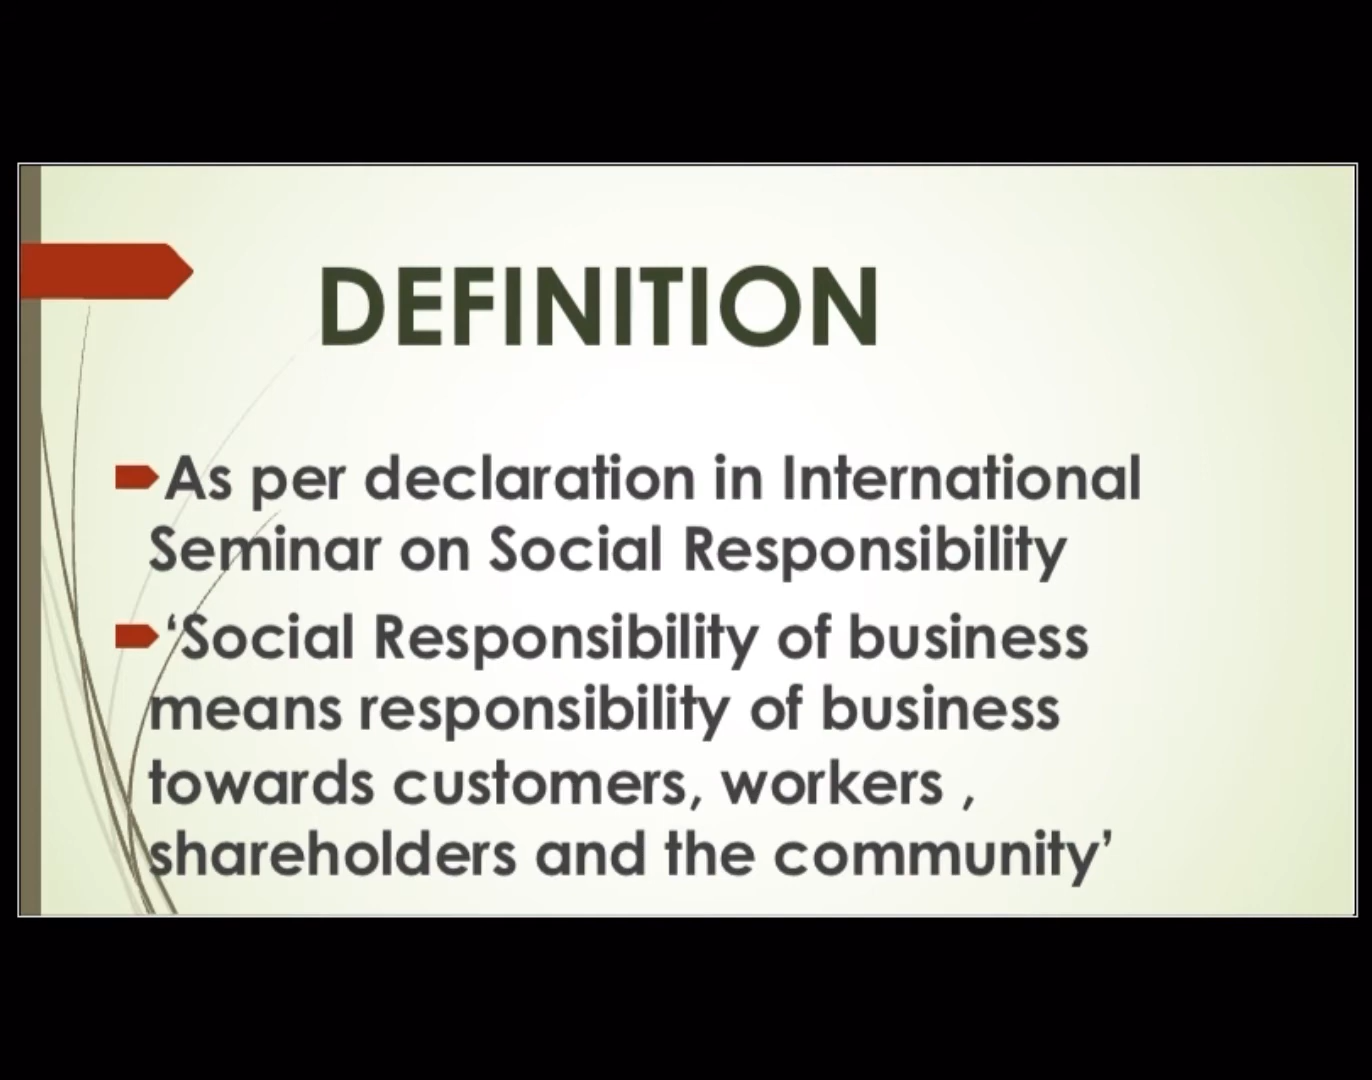 DEFINITION
As per declaration in International
Seminar on Social Responsibility
‘Social Responsibility of business
means responsibility of business
towards customers, workers ,
shareholders and the community’